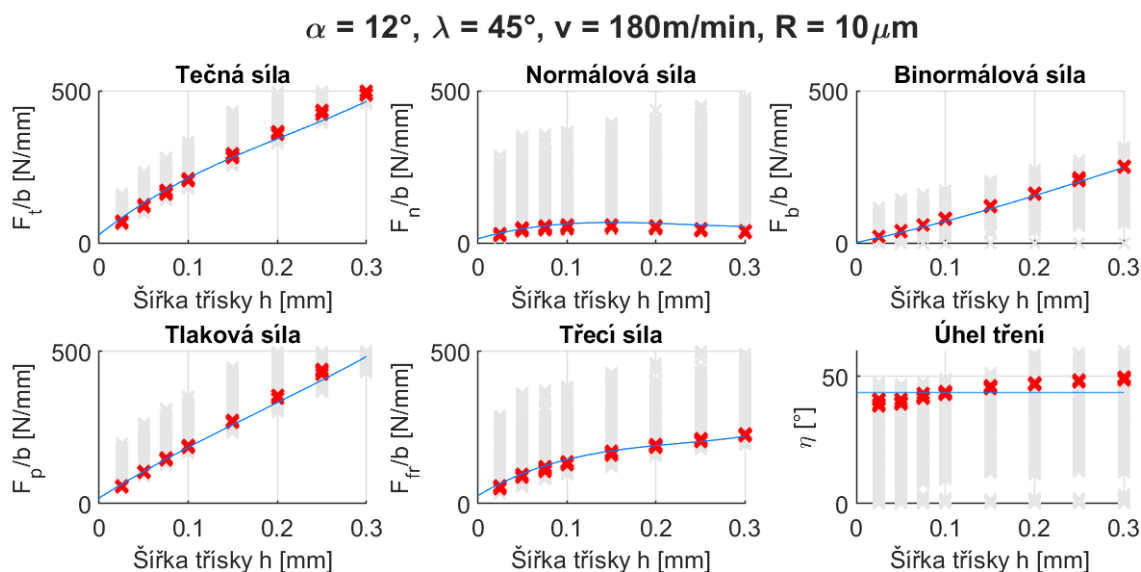 α = 12°, λ = 45°, v = 180m/min, R = 10μm
Tečná síla
F_t/b [N/mm]
500
0
0 0.1 0.2 0.3
Šířka třísky h [mm]
Normálová síla
F_n/b [N/mm]
500
0
0 0.1 0.2 0.3
Šířka třísky h [mm]
Binormálová síla
F_b/b [N/mm]
500
0
0 0.1 0.2 0.3
Šířka třísky h [mm]
Tlaková síla
F_p/b [N/mm]
500
0
0 0.1 0.2 0.3
Šířka třísky h [mm]
Třecí síla
F_fr/b [N/mm]
500
0
0 0.1 0.2 0.3
Šířka třísky h [mm]
Úhel tření
η [°]
50
0
0 0.1 0.2 0.3
Šířka třísky h [mm]